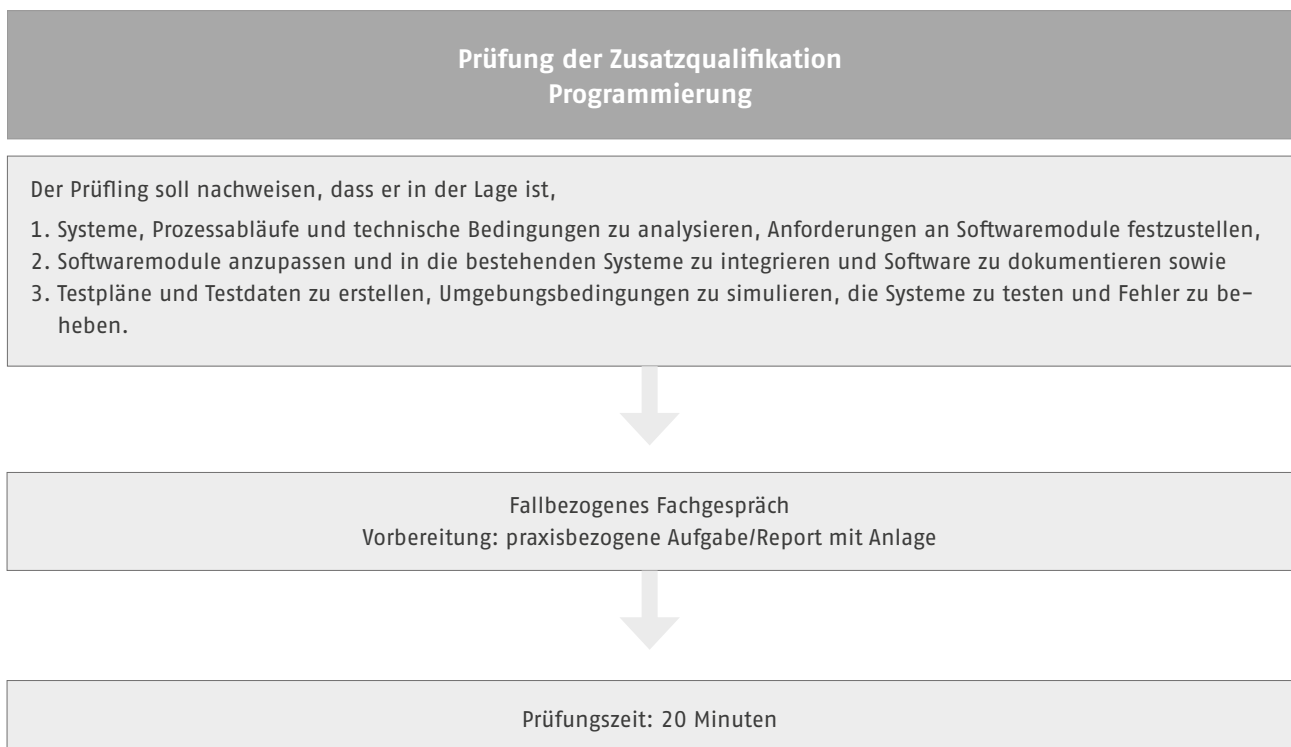 Prüfung der Zusatzqualifikation
Programmierung
Der Prüfling soll nachweisen, dass er in der Lage ist,
1. Systeme, Prozessabläufe und technische Bedingungen zu analysieren, Anforderungen an Softwaremodule festzustellen,
2. Softwaremodule anzupassen und in die bestehenden Systeme zu integrieren und Software zu dokumentieren sowie
3. Testpläne und Testdaten zu erstellen, Umgebungsbedingungen zu simulieren, die Systeme zu testen und Fehler zu be-
heben.
Fallbezogenes Fachgespräch
Vorbereitung: praxisbezogene Aufgabe/Report mit Anlage
Prüfungszeit: 20 Minuten